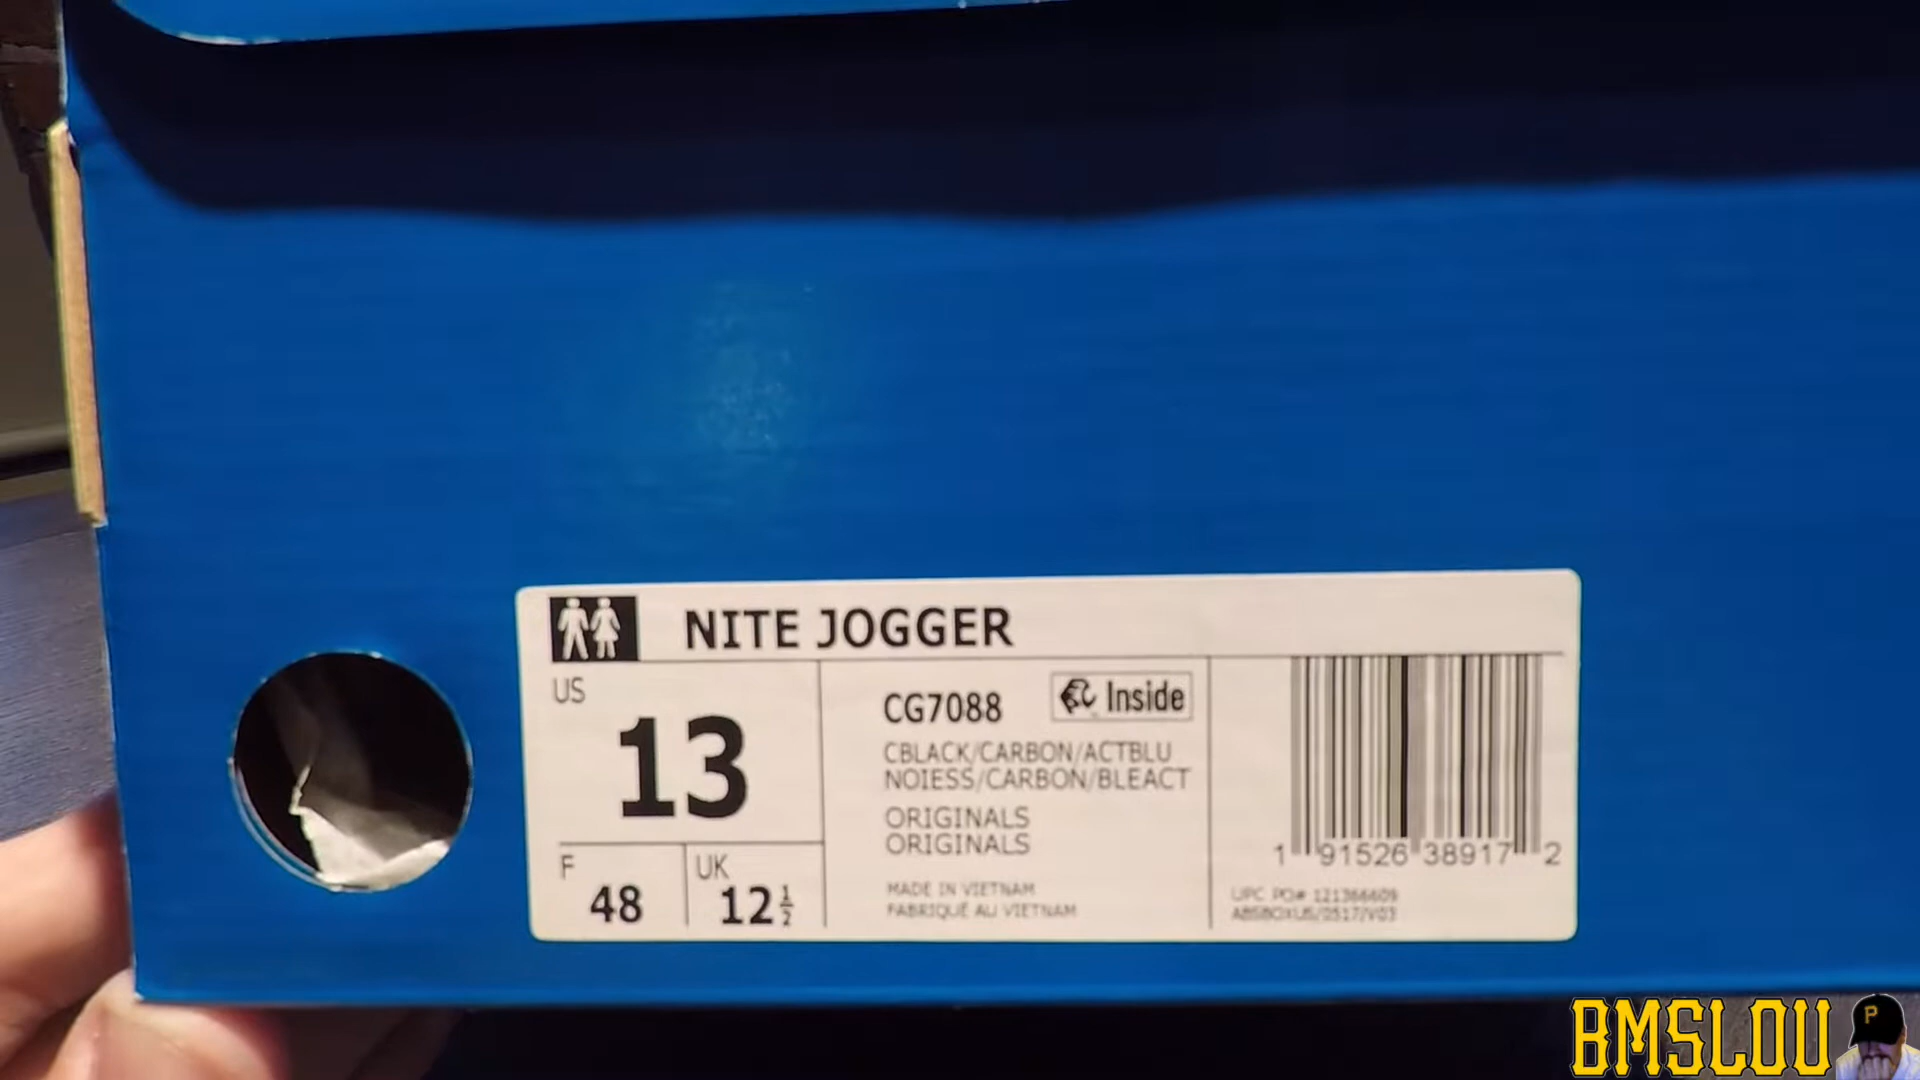 NITE JOGGER
US
13
F
48
UK
12½
CG7088
Inside
CBLACK/CARBON/ACTBLU
NOIESS/CARBON/BLEACT
ORIGINALS
ORIGINALS
MADE IN VIETNAM
FABRIQUÉ AU VIETNAM
1 91526 38917 2
UPC PO# 121366609
ABSBOXUS/0517/V03
BMSLOU
P